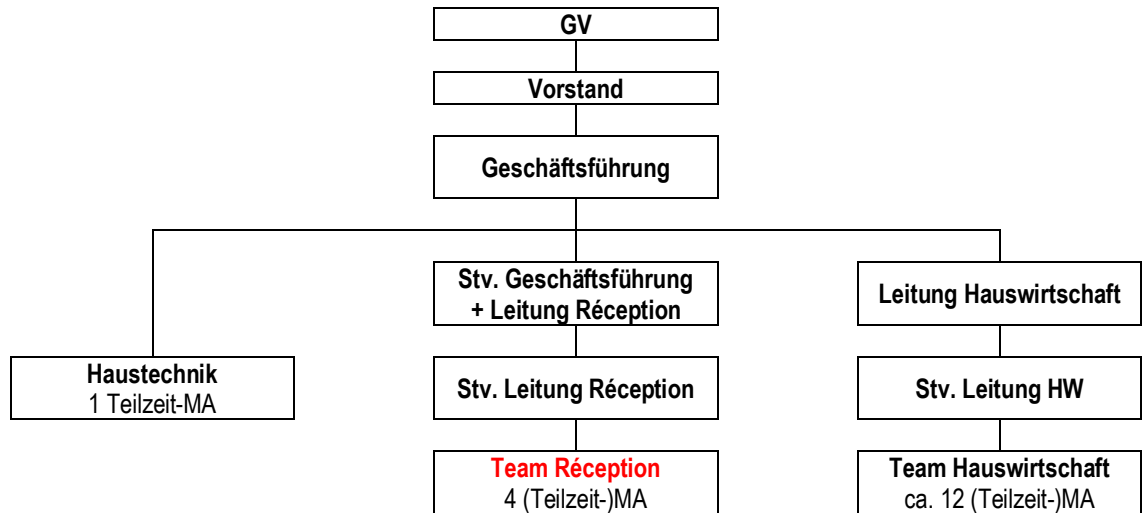 GV
Vorstand
Geschäftsführung
Stv. Geschäftsführung
+ Leitung Réception
Leitung Hauswirtschaft
Haustechnik
1 Teilzeit-MA
Stv. Leitung Réception
Stv. Leitung HW
Team Réception
4 (Teilzeit-)MA
Team Hauswirtschaft
ca. 12 (Teilzeit-)MA